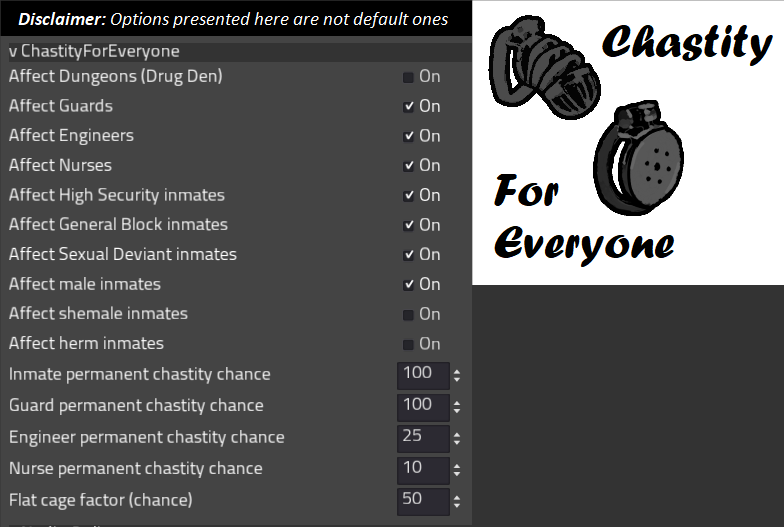 Disclaimer: Options presented here are not default ones
v ChastityForEveryone
Affect Dungeons (Drug Den) On
Affect Guards On
Affect Engineers On
Affect Nurses On
Affect High Security inmates On
Affect General Block inmates On
Affect Sexual Deviant inmates On
Affect male inmates On
Affect shemale inmates On
Affect herm inmates On
Inmate permanent chastity chance 100
Guard permanent chastity chance 100
Engineer permanent chastity chance 25
Nurse permanent chastity chance 10
Flat cage factor (chance) 50
Chastity
For
Everyone